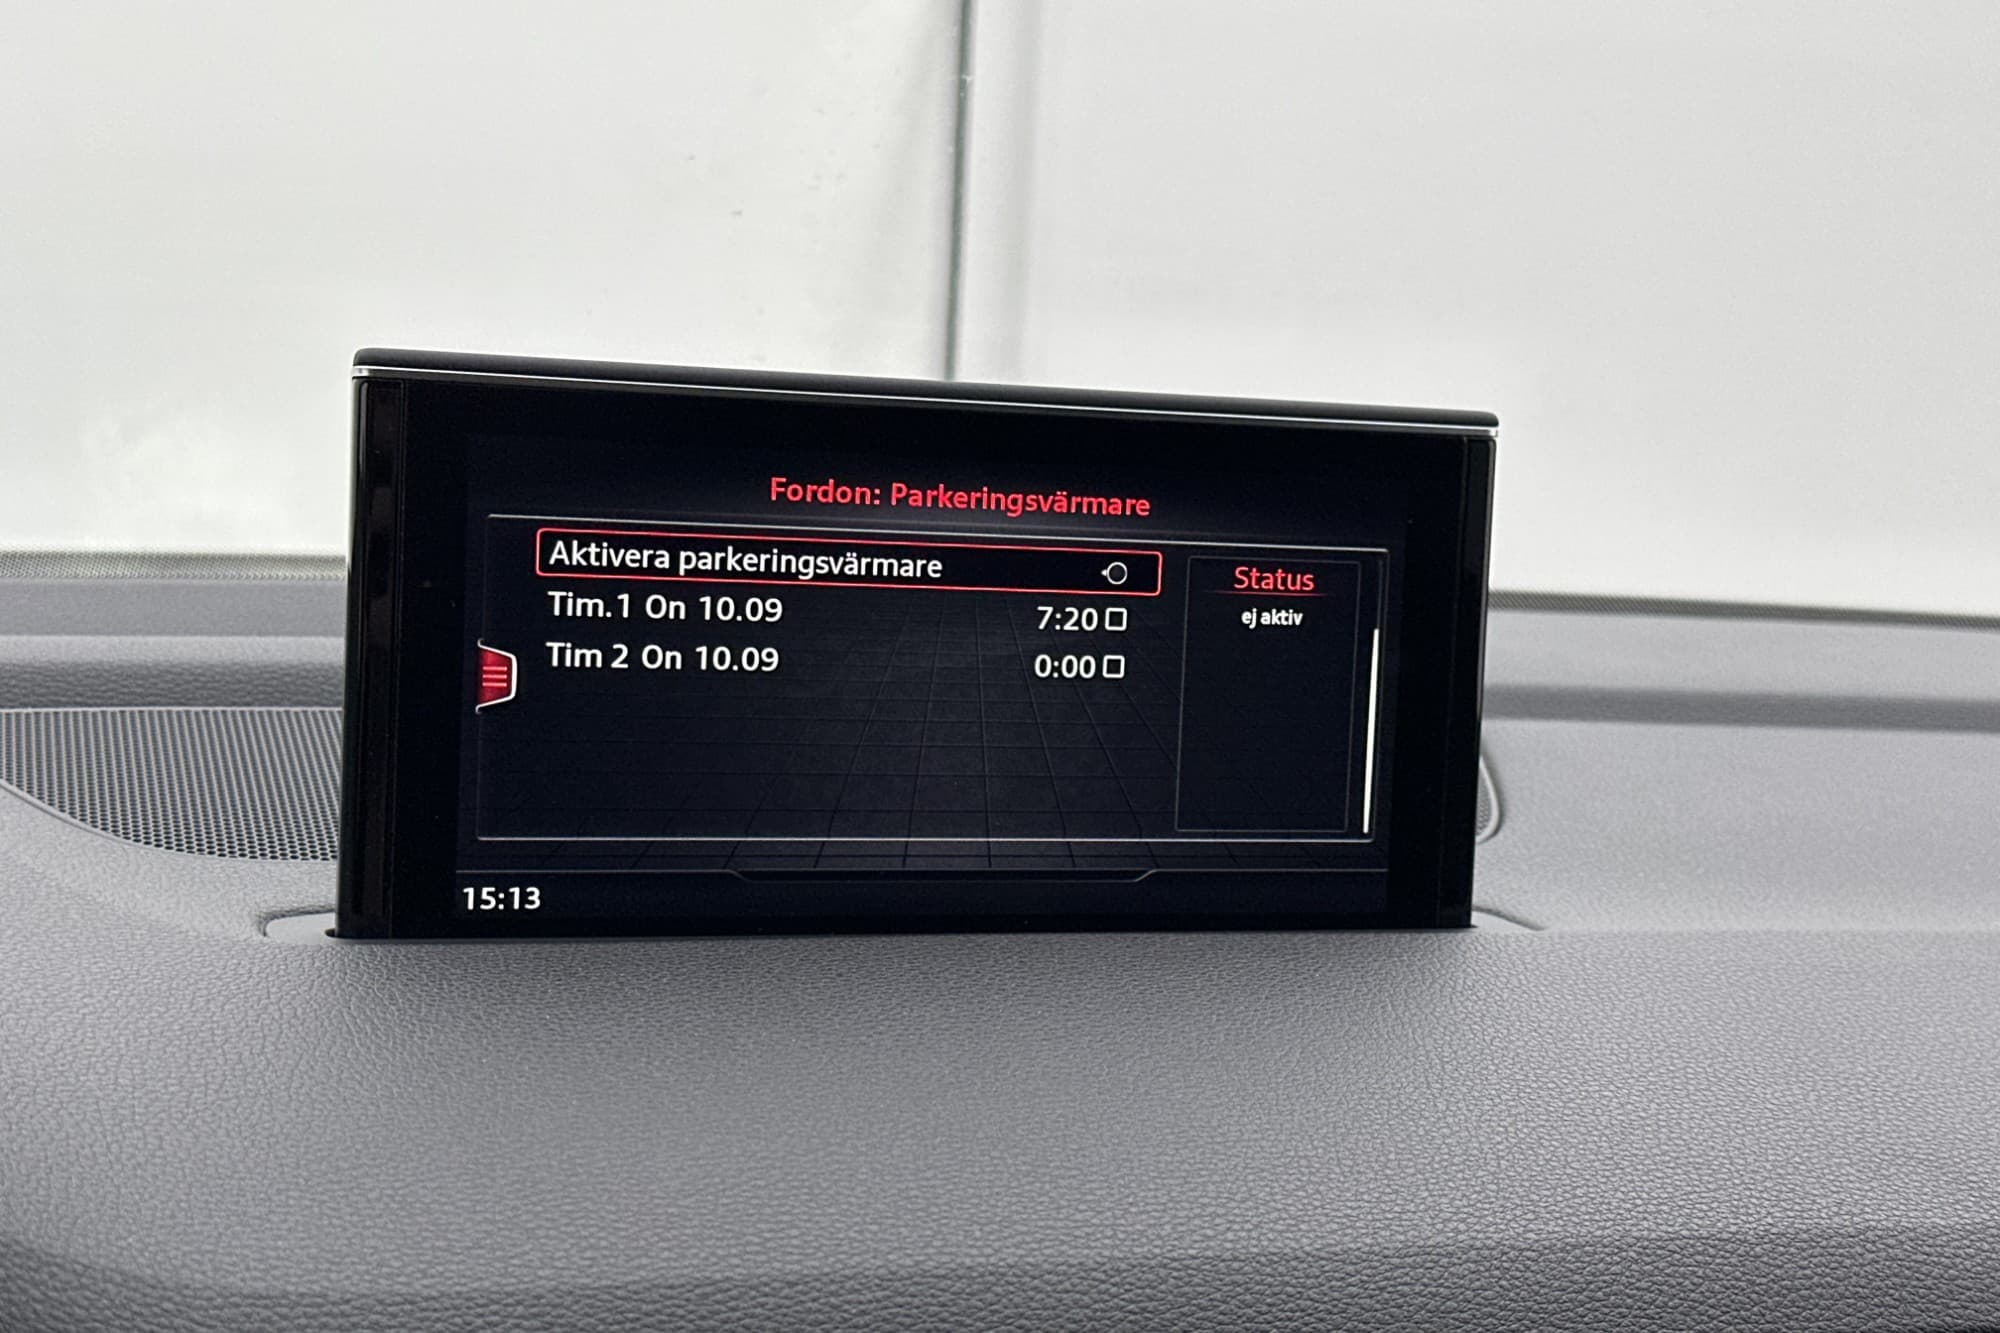 Fordon: Parkeringsvärmare
Aktivera parkeringsvärmare
Tim.1 On 10.09 7:20
Tim 2 On 10.09 0:00
Status
ej aktiv
15:13